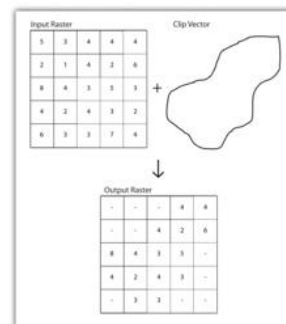 Input Raster Clip Vector
5 3 4 4 4
2 1 4 2 6
8 4 3 5 3
4 2 4 3 2
6 3 3 7 4
+
Output Raster
- - - 4 4
- - 4 2 6
8 4 3 5 -
4 2 4 3 -
- 3 3 - -